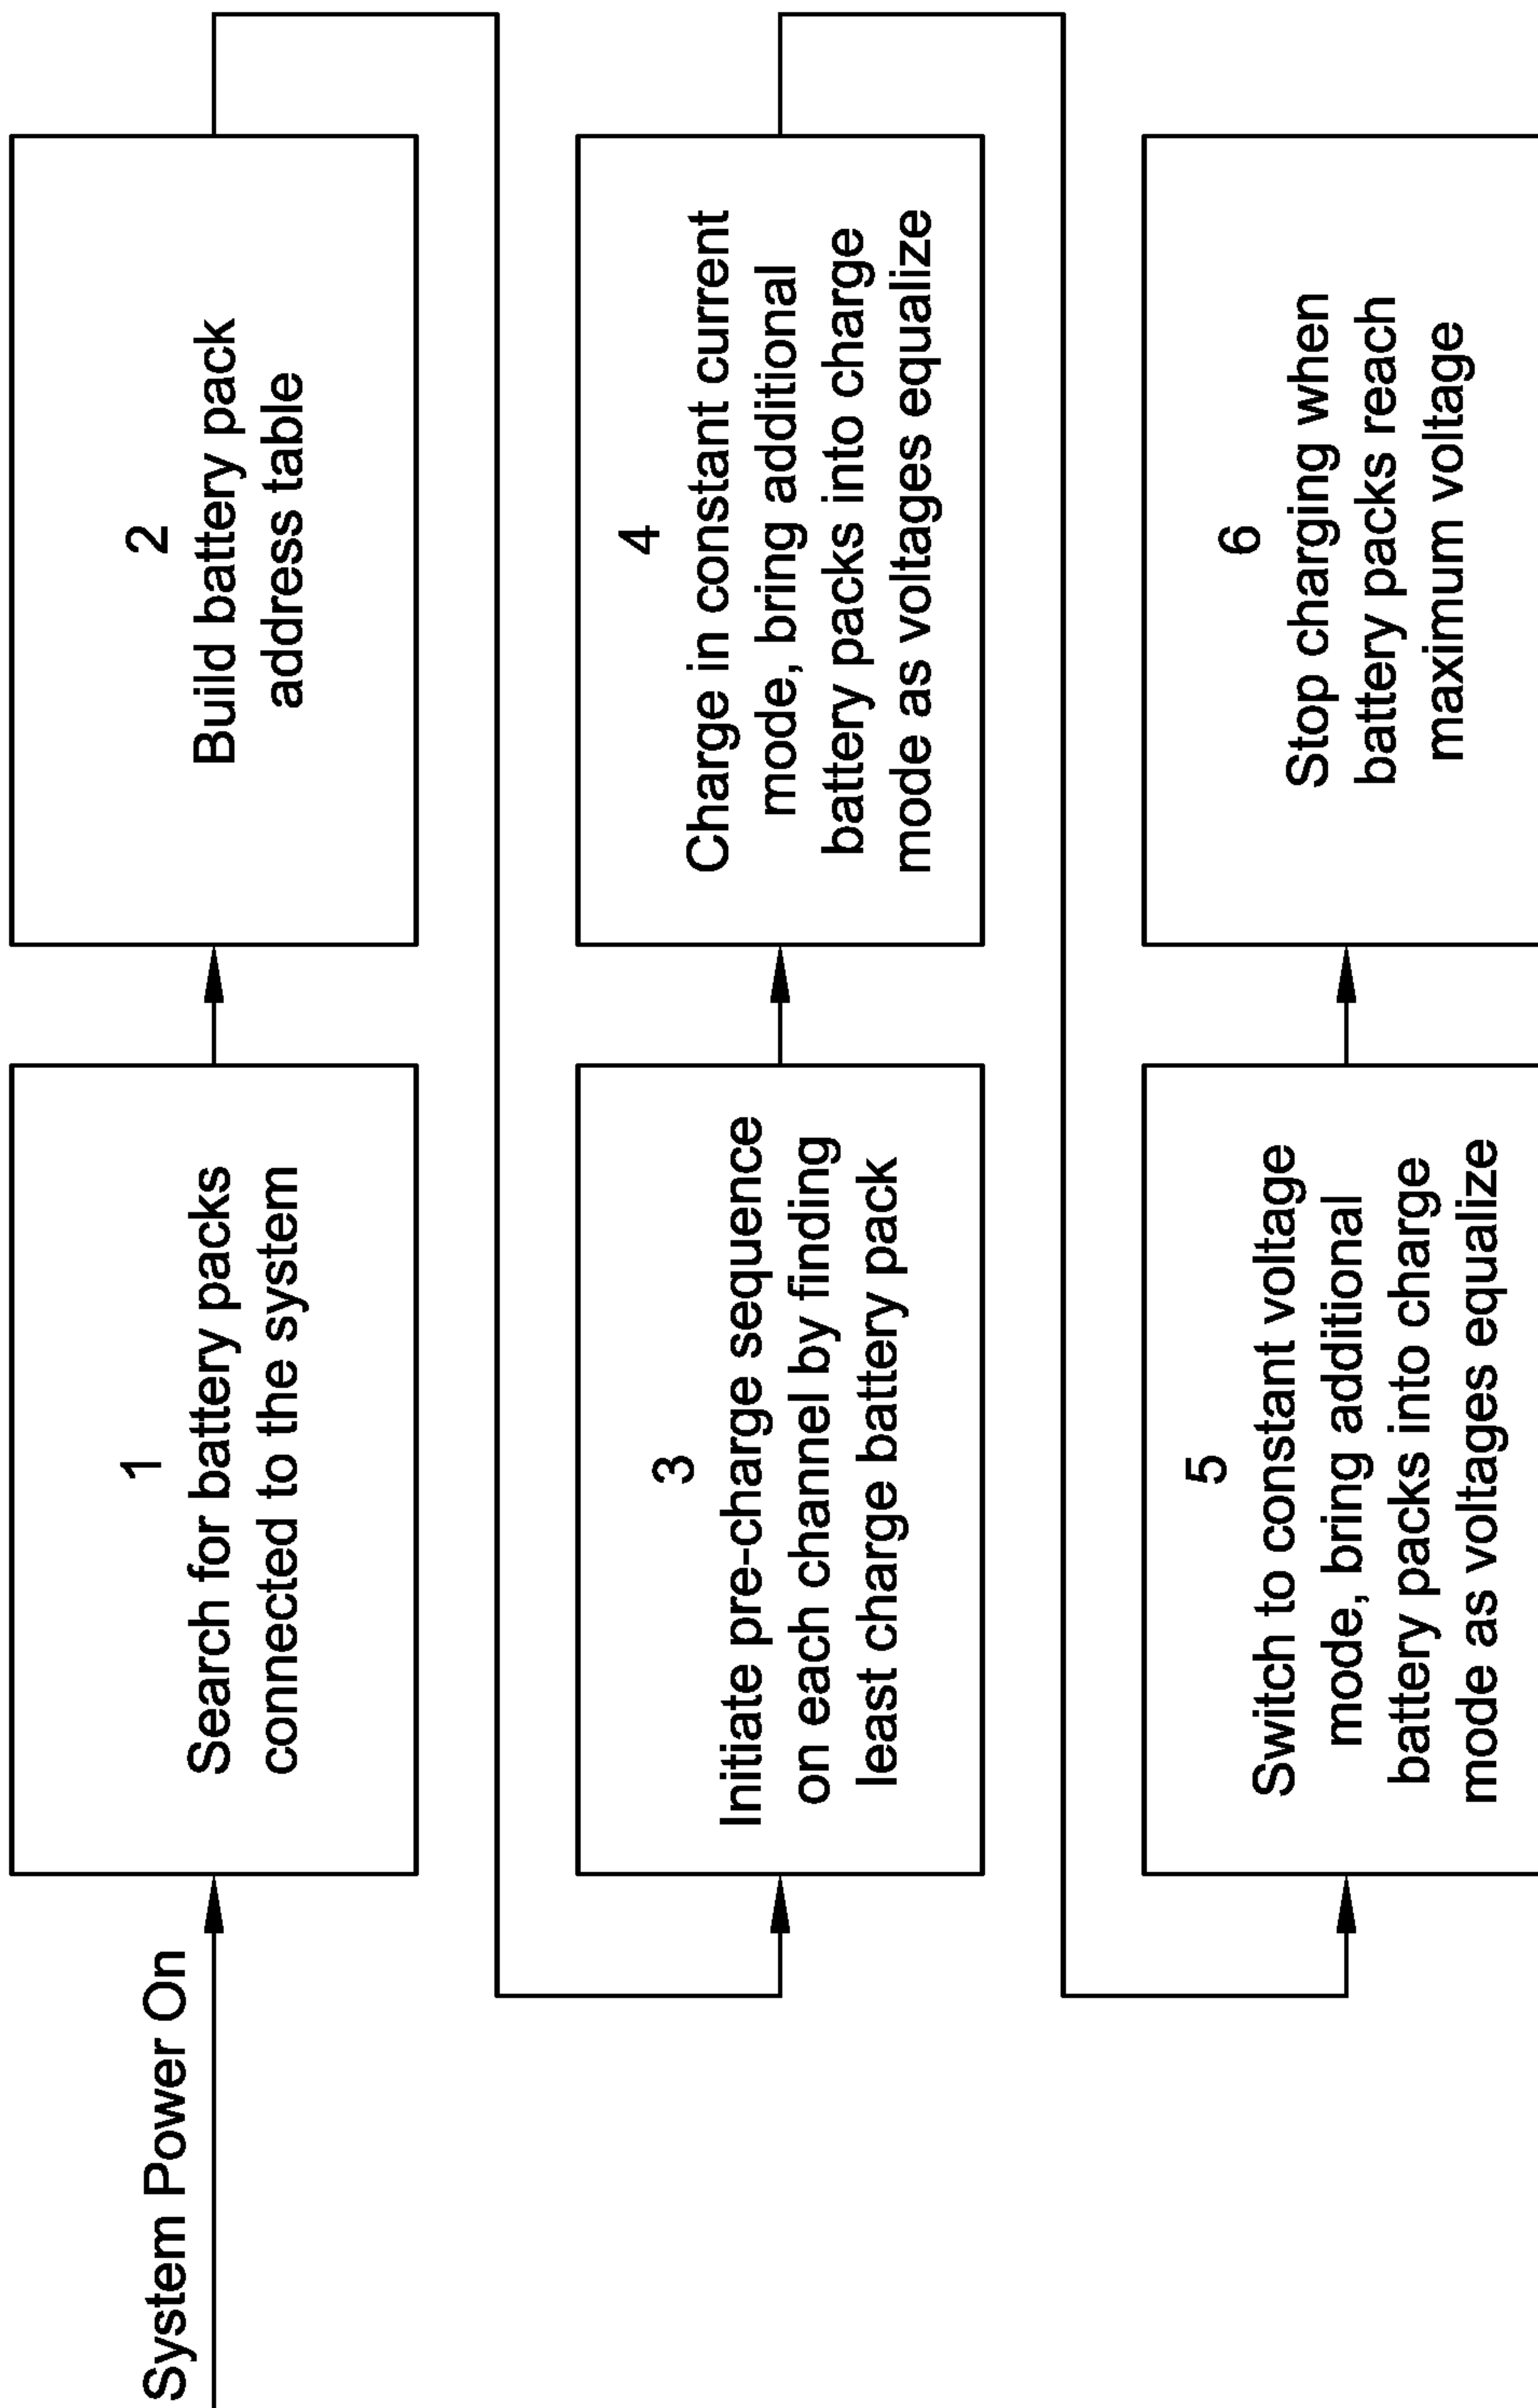 System Power On
1
Search for battery packs
connected to the system
2
Build battery pack
address table
3
Initiate pre-charge sequence
on each channel by finding
least charge battery pack
4
Charge in constant current
mode, bring additional
battery packs into charge
mode as voltages equalize
5
Switch to constant voltage
mode, bring additional
battery packs into charge
mode as voltages equalize
6
Stop charging when
battery packs reach
maximum voltage